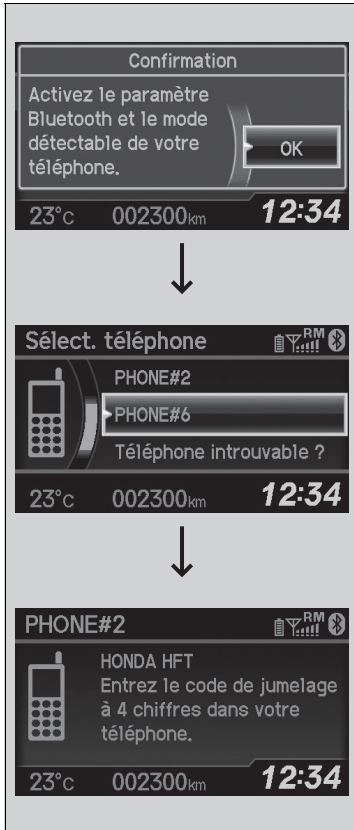 Confirmation
Activez le paramètre
Bluetooth et le mode
détectable de votre
téléphone.
OK
23°C 002300km 12:34
Sélect. téléphone RM
PHONE#2
PHONE#6
Téléphone introuvable ?
23°C 002300km 12:34
PHONE#2 RM
HONDA HFT
Entrez le code de jumelage
à 4 chiffres dans votre
téléphone.
23°C 002300km 12:34